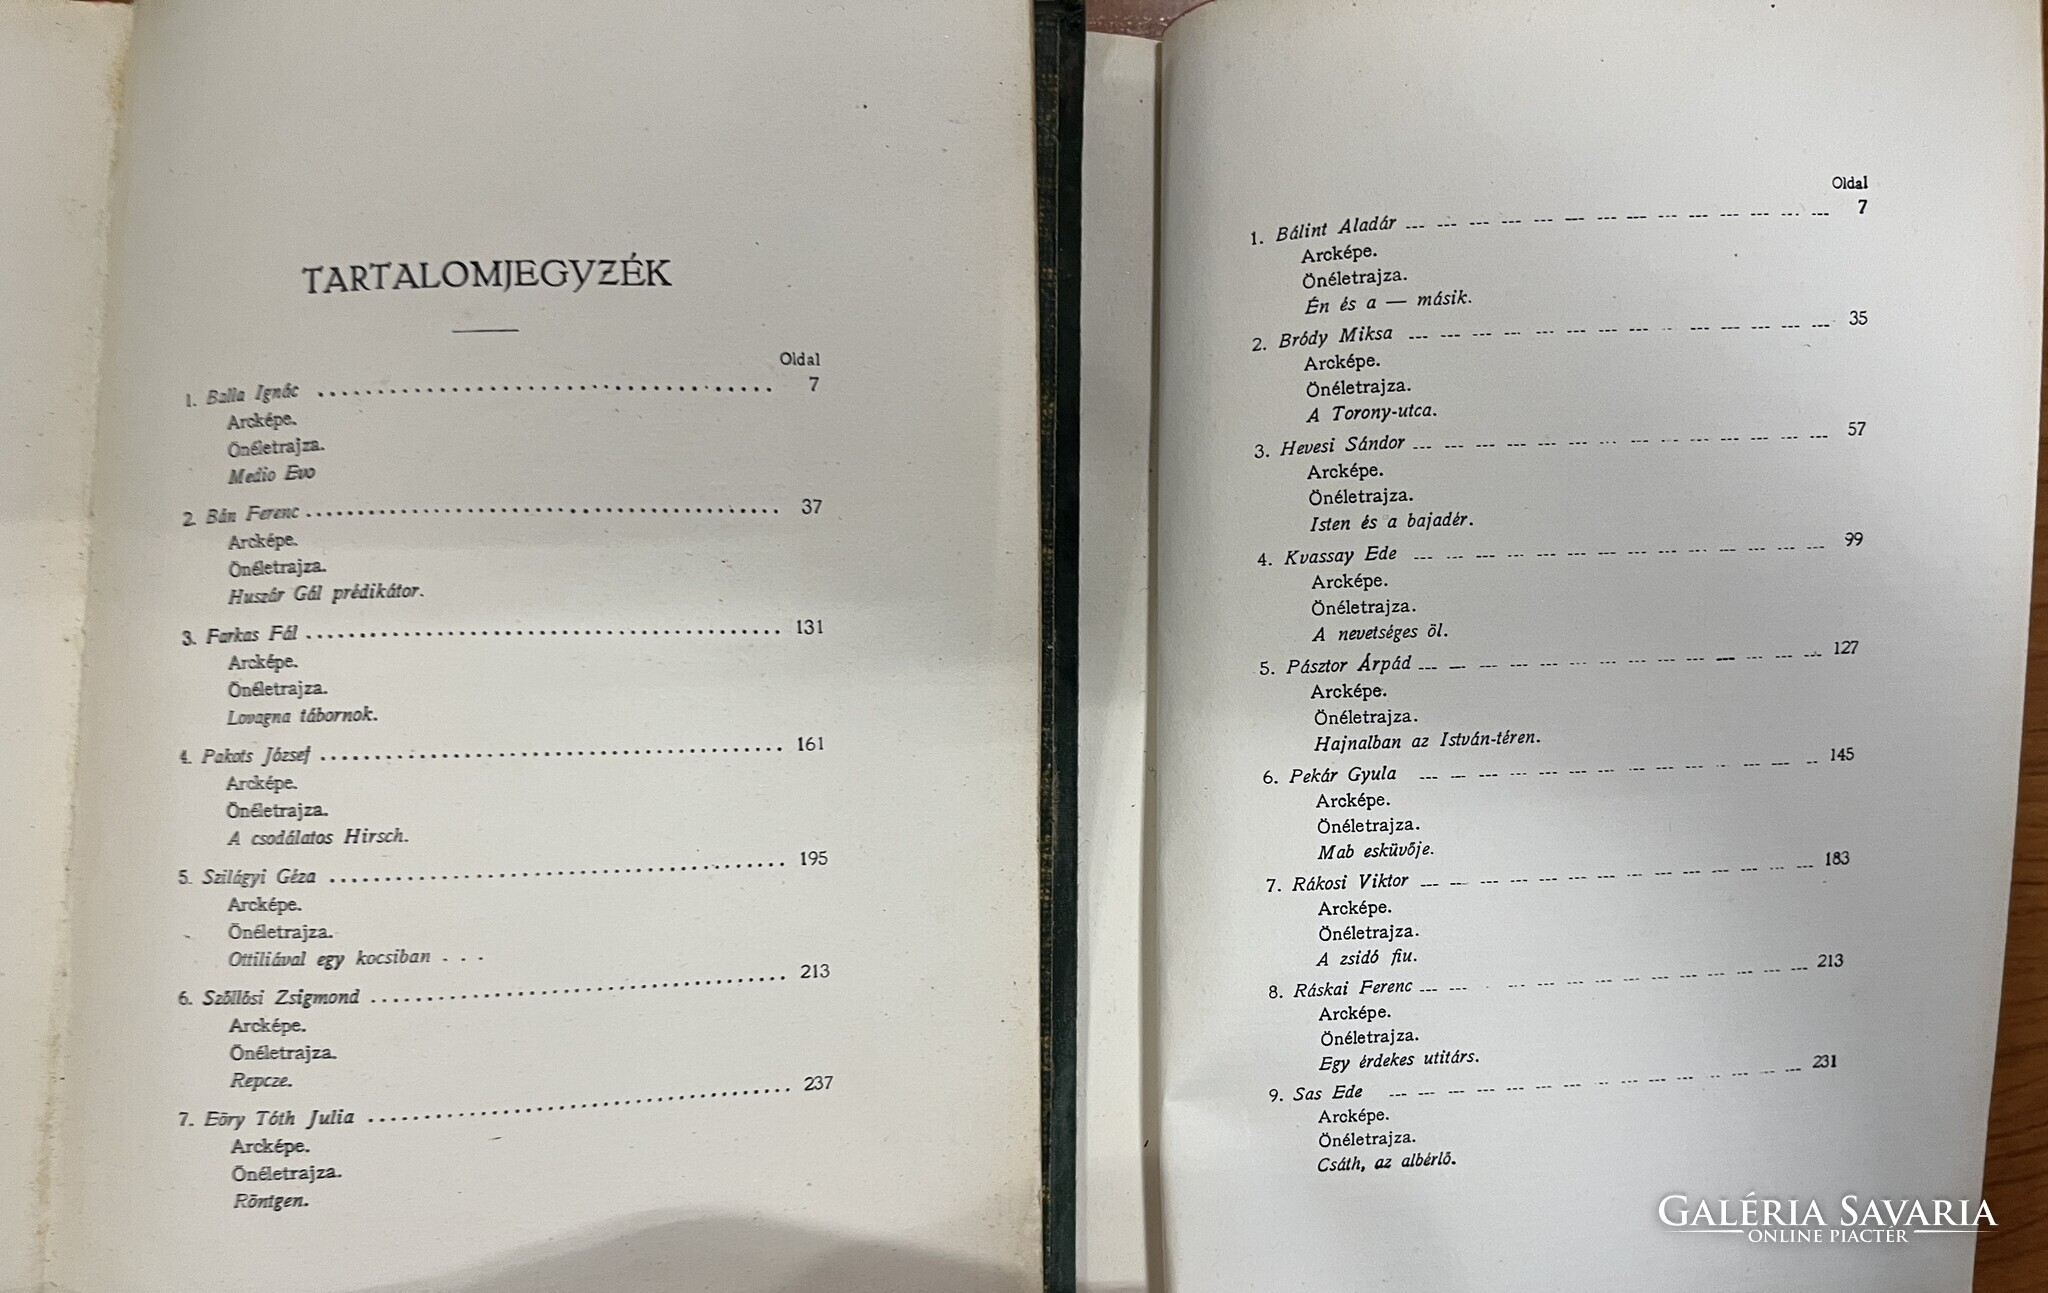 TARTALOMJEGYZÉK
Oldal
1. Balla Ignác .......... 7
Arcképe.
Önéletrajza.
Medio Evo
2. Bán Ferenc .......... 37
Arcképe.
Önéletrajza.
Huszár Gál prédikátor.
3. Farkas Fál .......... 131
Arcképe.
Önéletrajza.
Lovagna tábornok.
4. Pakots József .......... 161
Arcképe.
Önéletrajza.
A csodálatos Hirsch.
5. Szilágyi Géza .......... 195
Arcképe.
Önéletrajza.
Ottiliával egy kocsiban . . .
6. Szöllösi Zsigmond .......... 213
Arcképe.
Önéletrajza.
Repcze.
7. Eöry Tóth Julia .......... 237
Arcképe.
Önéletrajza.
Röntgen.
Oldal
1. Bálint Aladár --- --- --- 7
Arcképe.
Önéletrajza.
Én és a — másik.
2. Bródy Miksa --- --- --- 35
Arcképe.
Önéletrajza.
A Torony-utca.
3. Hevesi Sándor --- --- --- 57
Arcképe.
Önéletrajza.
Isten és a bajadér.
4. Kvassay Ede --- --- --- 99
Arcképe.
Önéletrajza.
A nevetséges öl.
5. Pásztor Árpád --- --- --- 127
Arcképe.
Önéletrajza.
Hajnalban az István-téren.
6. Pekár Gyula --- --- --- 145
Arcképe.
Önéletrajza.
Mab esküvője.
7. Rákosi Viktor --- --- --- 183
Arcképe.
Önéletrajza.
A zsidó fiu.
8. Ráskai Ferenc --- --- --- 213
Arcképe.
Önéletrajza.
Egy érdekes utitárs.
9. Sas Ede --- --- --- 231
Arcképe.
Önéletrajza.
Csáth, az albérlő.
GALÉRIA SAVARIA
ONLINE PIACTÉR